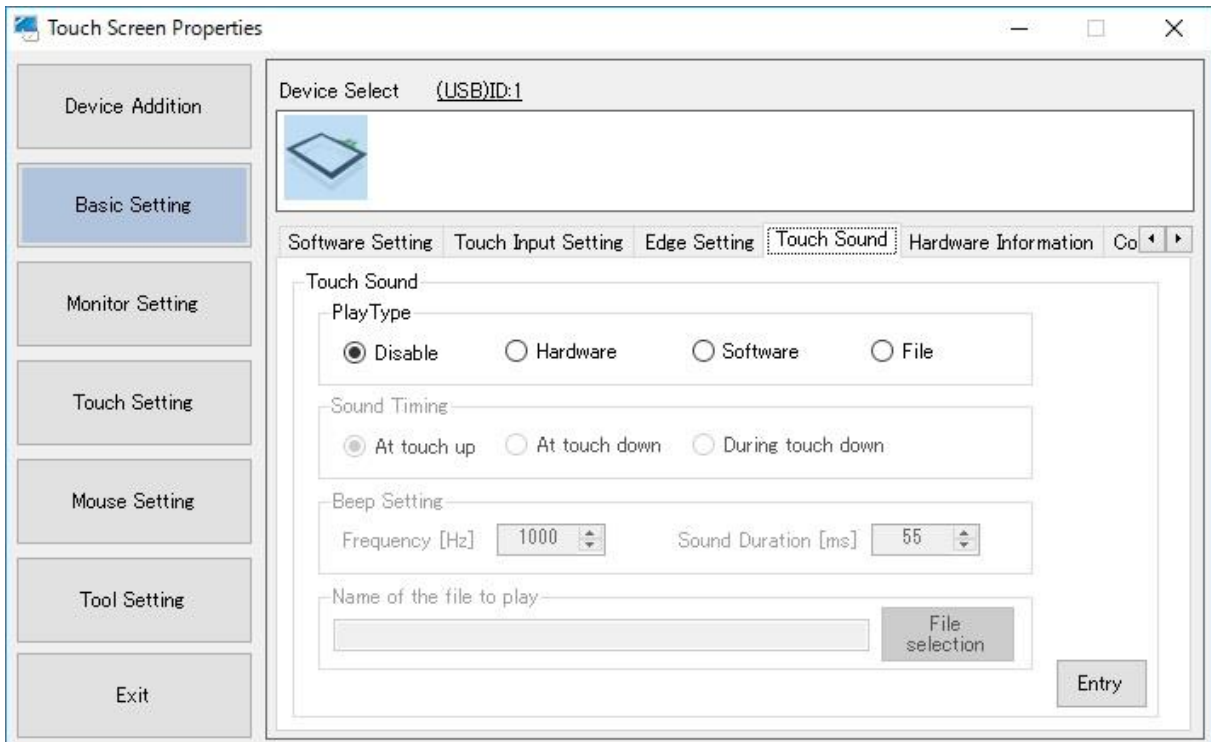 Touch Screen Properties
Device Addition
Basic Setting
Monitor Setting
Touch Setting
Mouse Setting
Tool Setting
Exit
Device Select (USB)ID:1
Software Setting Touch Input Setting Edge Setting Touch Sound Hardware Information Co
Touch Sound
PlayType
Disable Hardware Software File
Sound Timing
At touch up At touch down During touch down
Beep Setting
Frequency [Hz] 1000 Sound Duration [ms] 55
Name of the file to play
File
selection
Entry